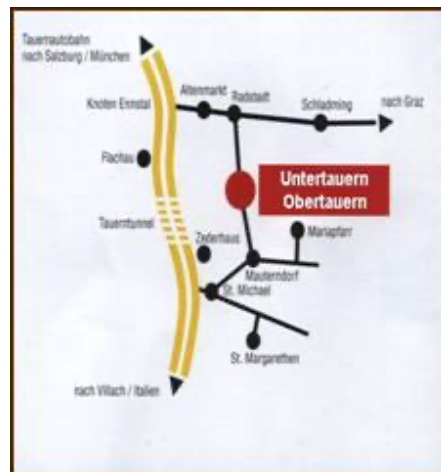 Tauernautobahn
nach Salzburg / München
Knoten Ennstal
Altenmarkt
Radstadt
Schladming
nach Graz
Flachau
Untertauern
Obertauern
Tauerntunnel
Zederhaus
Mariapfarr
Mauterndorf
St. Michael
St. Margarethen
nach Villach / Italien